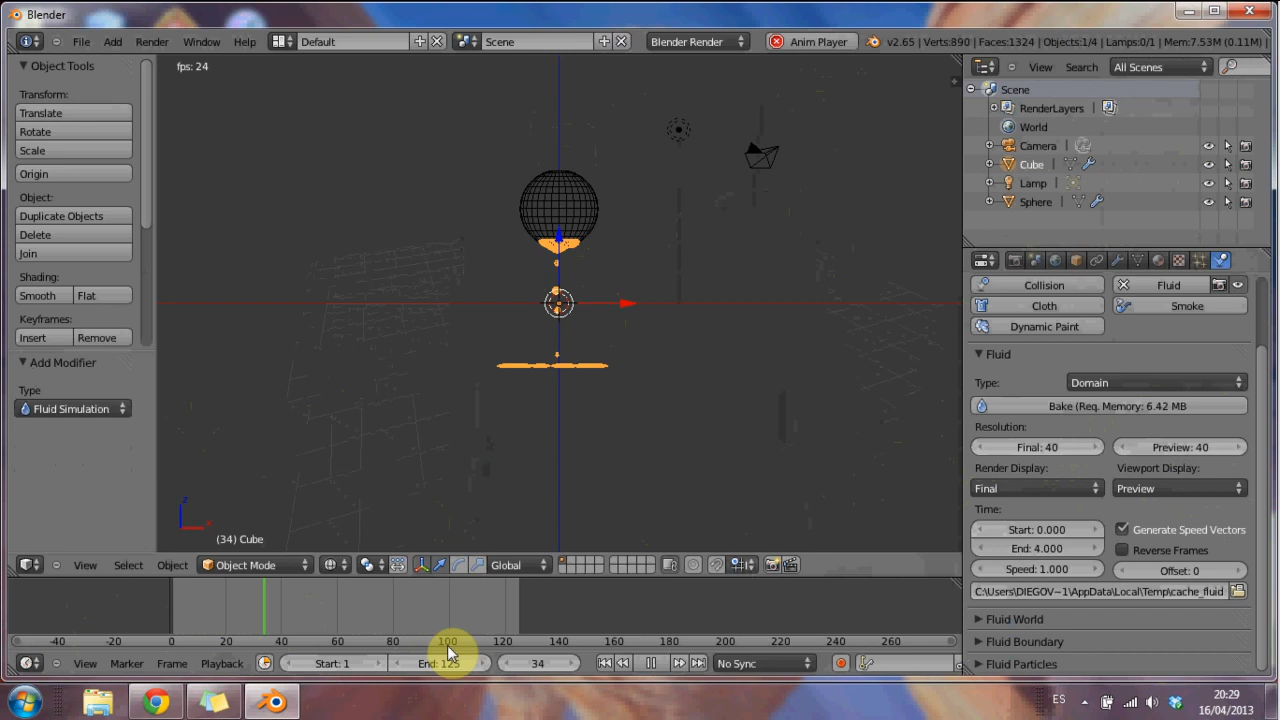 Blender
File Add Render Window Help Default Scene Blender Render Anim Player v2.65 | Verts:890 | Faces:1324 | Objects:1/4 | Lamps:0/1 | Mem:7.53M (0.11M) |
Object Tools
Transform:
Translate
Rotate
Scale
Origin
Object:
Duplicate Objects
Delete
Join
Shading:
Smooth Flat
Keyframes:
Insert Remove
Add Modifier
Type
Fluid Simulation
fps: 24
z
x
(34) Cube
View Select Object Object Mode Global
-40 -20 0 20 40 60 80 100 120 140 160 180 200 220 240 260
View Marker Frame Playback Start: 1 End: 125 34 No Sync
View Search All Scenes
Scene
RenderLayers
World
Camera
Cube
Lamp
Sphere
Collision Fluid
Cloth Smoke
Dynamic Paint
Fluid
Type: Domain
Bake (Req. Memory: 6.42 MB
Resolution:
Final: 40 Preview: 40
Render Display: Viewport Display:
Final Preview
Time:
Start: 0.000 Generate Speed Vectors
End: 4.000 Reverse Frames
Speed: 1.000 Offset: 0
C:\Users\DIEGOV~1\AppData\Local\Temp\cache_fluid
Fluid World
Fluid Boundary
Fluid Particles
ES
20:29
16/04/2013